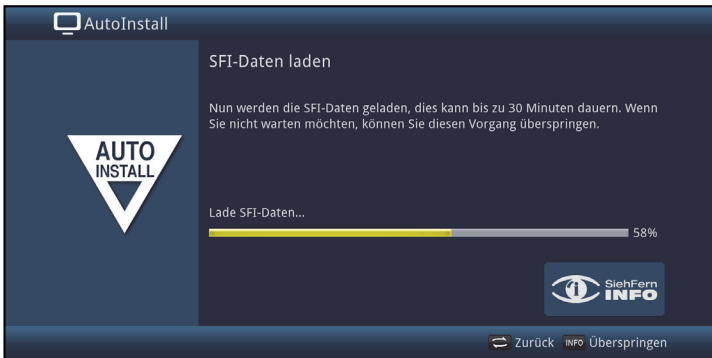 AutoInstall
SFI-Daten laden
Nun werden die SFI-Daten geladen, dies kann bis zu 30 Minuten dauern. Wenn
Sie nicht warten möchten, können Sie diesen Vorgang überspringen.
AUTO
INSTALL
Lade SFI-Daten...
58%
SiehFern
INFO
Zurück INFO Überspringen